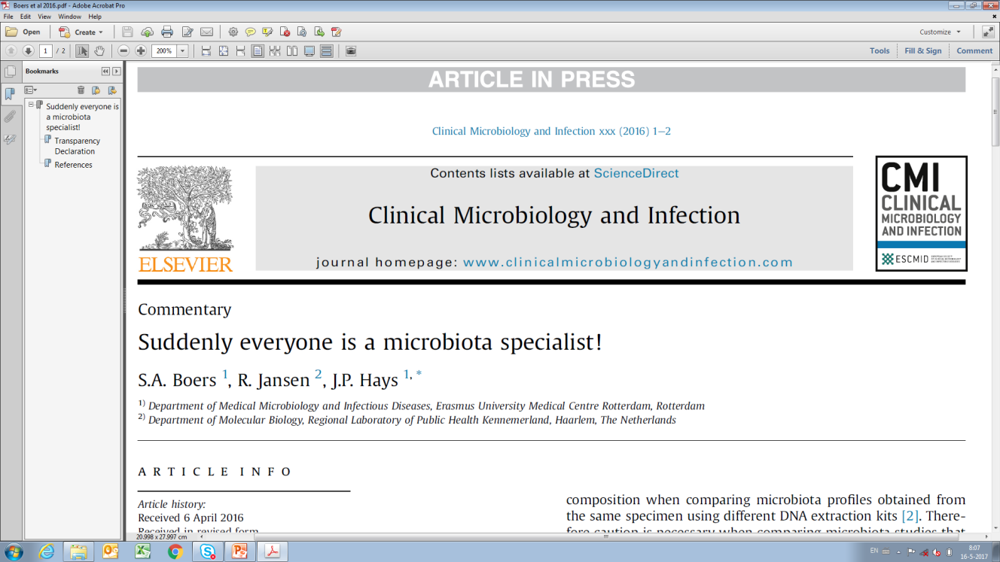 Boers et al 2016.pdf - Adobe Acrobat Pro
File Edit View Window Help
Open Create Customize
1 / 2 200% Tools Fill & Sign Comment
Bookmarks
Suddenly everyone is
a microbiota
specialist!
Transparency
Declaration
References
ARTICLE IN PRESS
Clinical Microbiology and Infection xxx (2016) 1–2
Contents lists available at ScienceDirect
Clinical Microbiology and Infection
journal homepage: www.clinicalmicrobiologyandinfection.com
ELSEVIER
CMI
CLINICAL
MICROBIOLOGY
AND INFECTION
ESCMID
Commentary
Suddenly everyone is a microbiota specialist!
S.A. Boers 1, R. Jansen 2, J.P. Hays 1, *
1) Department of Medical Microbiology and Infectious Diseases, Erasmus University Medical Centre Rotterdam, Rotterdam
2) Department of Molecular Biology, Regional Laboratory of Public Health Kennemerland, Haarlem, The Netherlands
ARTICLE INFO
Article history:
Received 6 April 2016
Received in revised form
composition when comparing microbiota profiles obtained from
the same specimen using different DNA extraction kits [2]. There-
fore caution is necessary when comparing microbiota studies that
20.998 x 27.997 cm
EN
8:07
16-5-2017